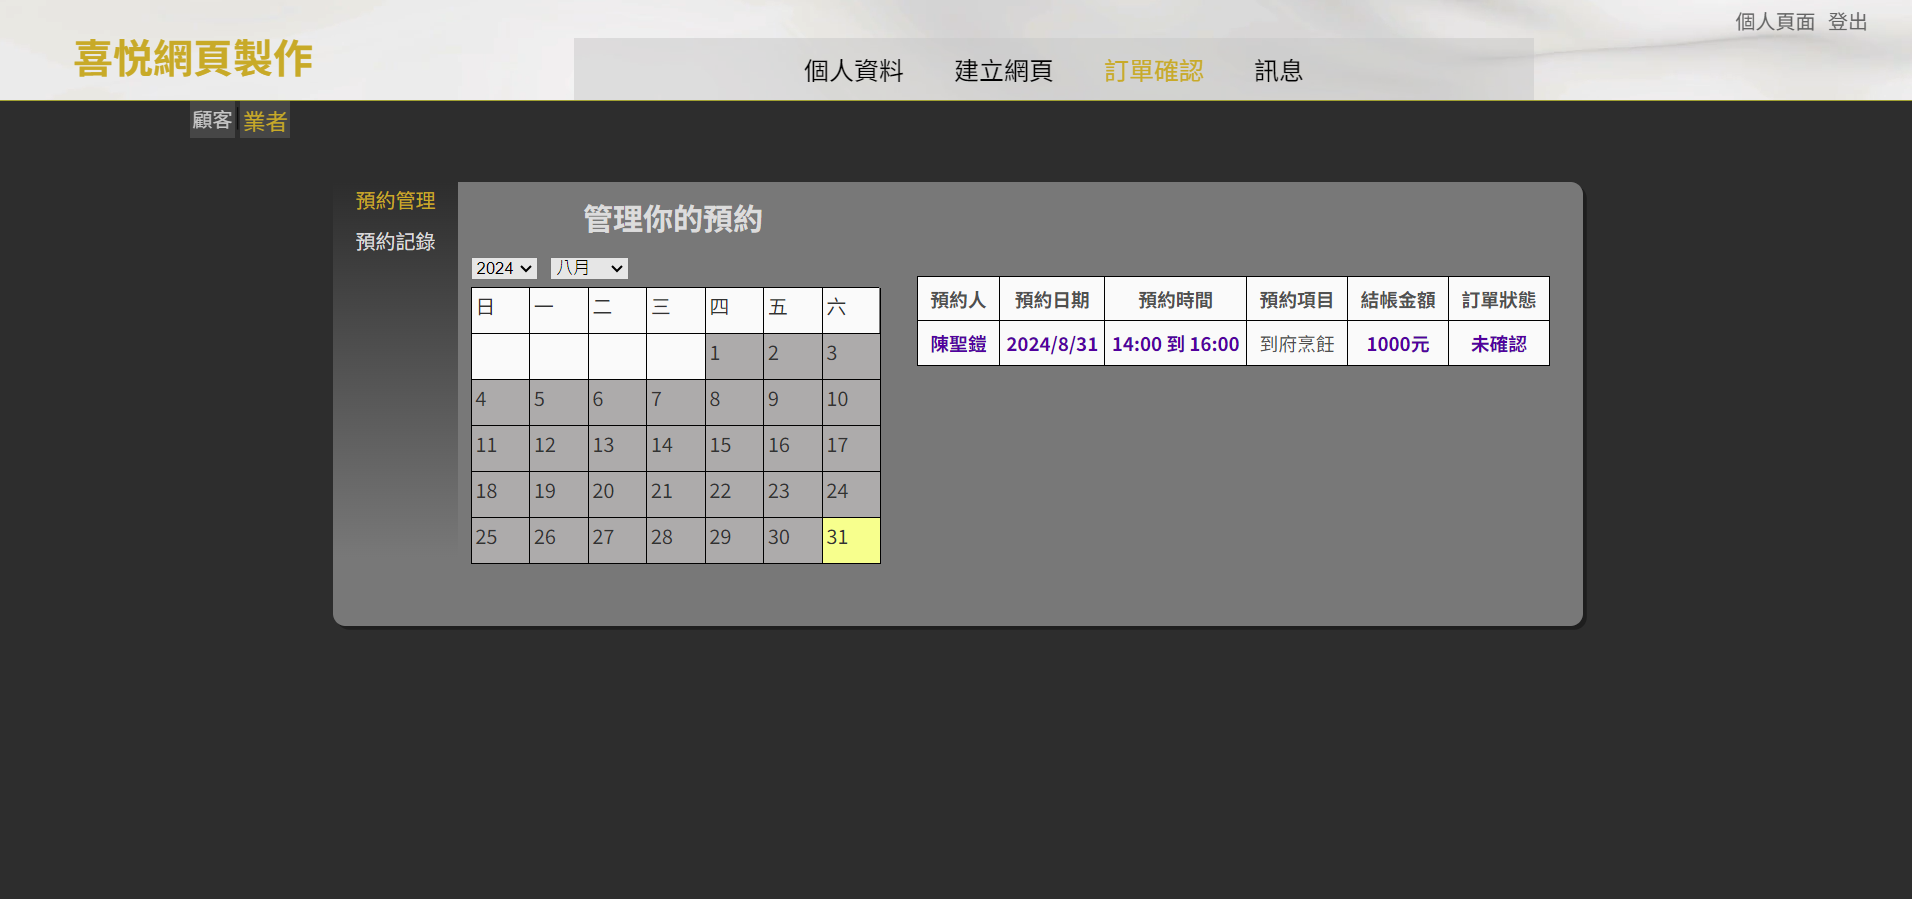 個人頁面 登出
喜悦網頁製作
個人資料 建立網頁 訂單確認 訊息
顧客 業者
預約管理
預約記錄
管理你的預約
2024 八月
日 一 二 三 四 五 六
1 2 3
4 5 6 7 8 9 10
11 12 13 14 15 16 17
18 19 20 21 22 23 24
25 26 27 28 29 30 31
預約人 預約日期 預約時間 預約項目 結帳金額 訂單狀態
陳聖鎧 2024/8/31 14:00 到 16:00 到府烹飪 1000元 未確認